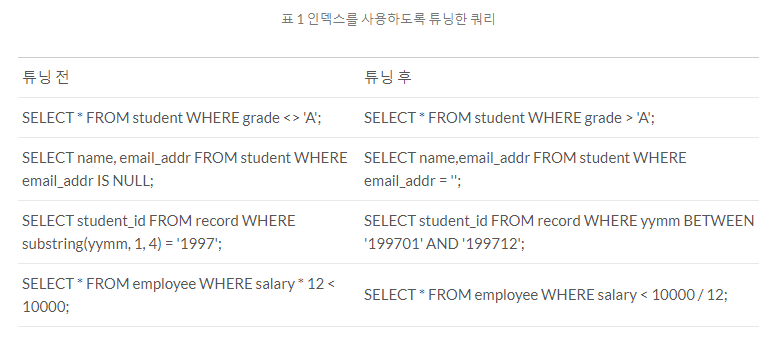 표 1 인덱스를 사용하도록 튜닝한 쿼리
튜닝 전
튜닝 후
SELECT * FROM student WHERE grade <> 'A';
SELECT * FROM student WHERE grade > 'A';
SELECT name, email_addr FROM student WHERE
email_addr IS NULL;
SELECT name,email_addr FROM student WHERE
email_addr = '';
SELECT student_id FROM record WHERE
substring(yymm, 1, 4) = '1997';
SELECT student_id FROM record WHERE yymm BETWEEN
'199701' AND '199712';
SELECT * FROM employee WHERE salary * 12 <
10000;
SELECT * FROM employee WHERE salary < 10000 / 12;